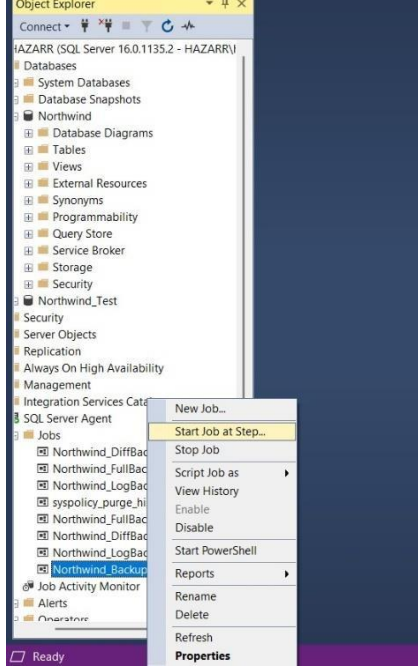 Object Explorer
Connect
HAZARR (SQL Server 16.0.1135.2 - HAZARR\
Databases
System Databases
Database Snapshots
Northwind
Database Diagrams
Tables
Views
External Resources
Synonyms
Programmability
Query Store
Service Broker
Storage
Security
Northwind_Test
Security
Server Objects
Replication
Always On High Availability
Management
Integration Services Cata
SQL Server Agent
Jobs
Northwind_DiffBac
Northwind_FullBac
Northwind_LogBac
syspolicy_purge_hi
Northwind_FullBac
Northwind_DiffBac
Northwind_LogBac
Northwind_Backup
Job Activity Monitor
Alerts
Operators
New Job...
Start Job at Step...
Stop Job
Script Job as
View History
Enable
Disable
Start PowerShell
Reports
Rename
Delete
Refresh
Properties
Ready